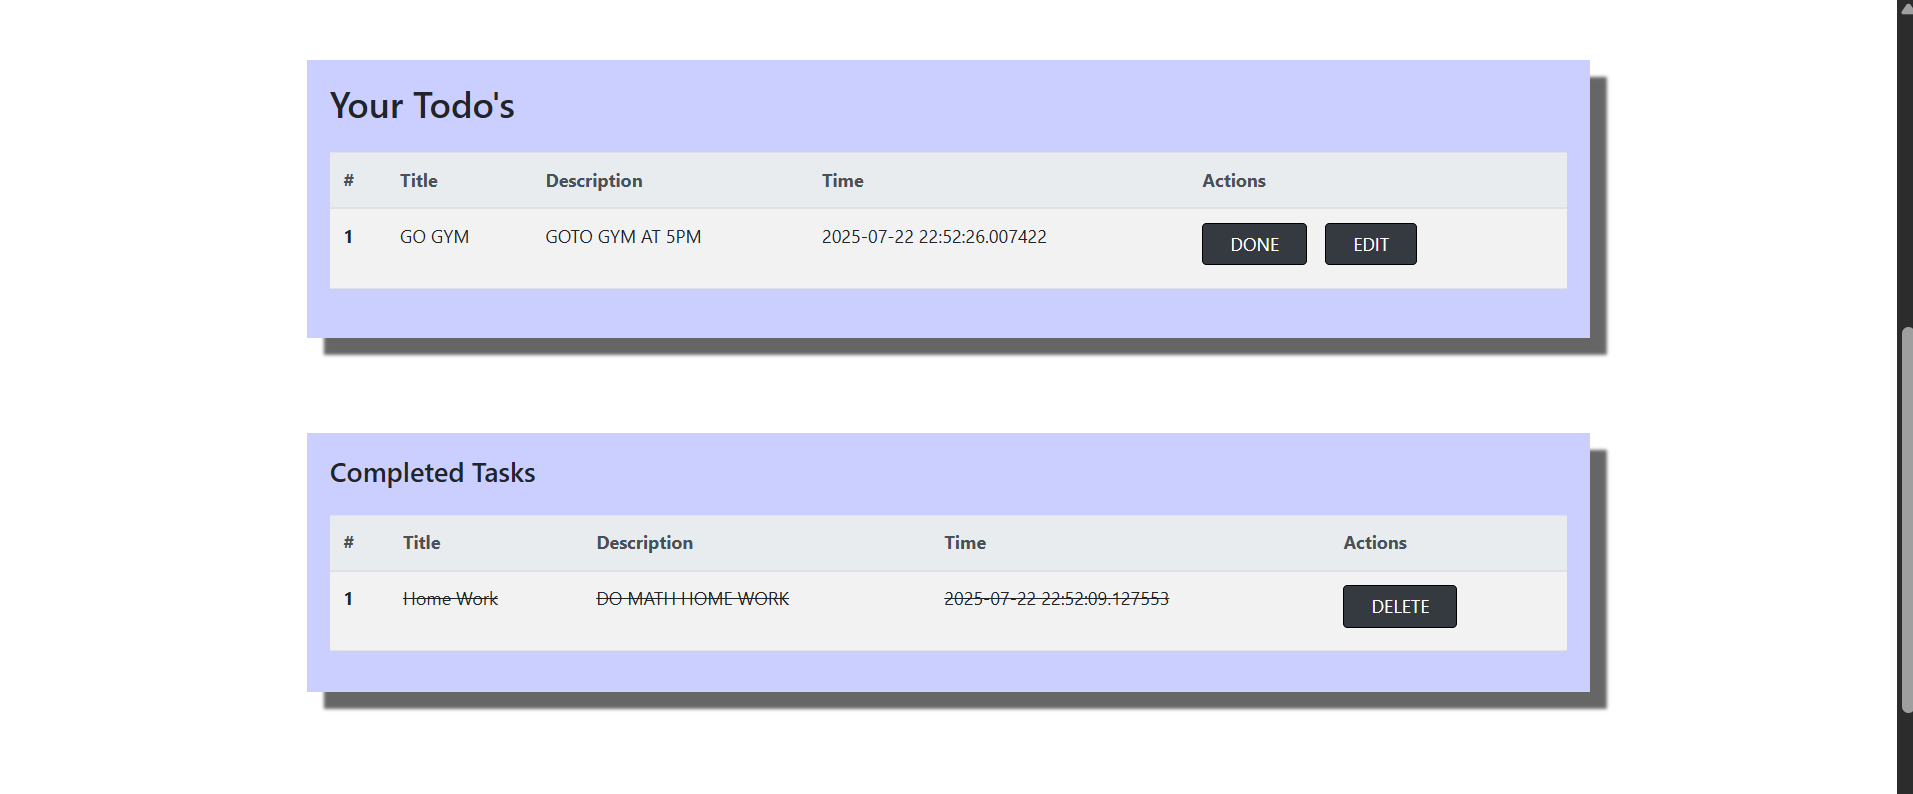 Your Todo's
# Title Description Time Actions
1 GO GYM GOTO GYM AT 5PM 2025-07-22 22:52:26.007422 DONE EDIT
Completed Tasks
# Title Description Time Actions
1 Home Work DO MATH HOME WORK 2025-07-22 22:52:09.127553 DELETE